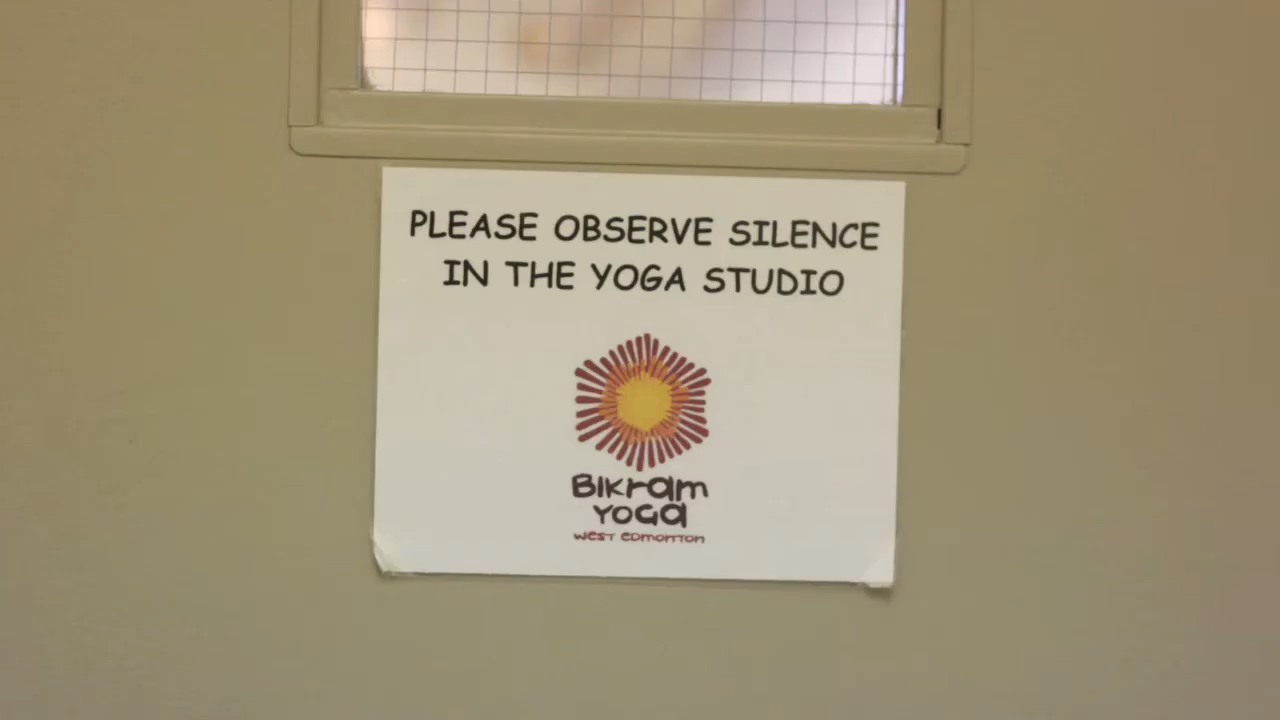 PLEASE OBSERVE SILENCE
IN THE YOGA STUDIO
Bikram
YOGa
west edmonton